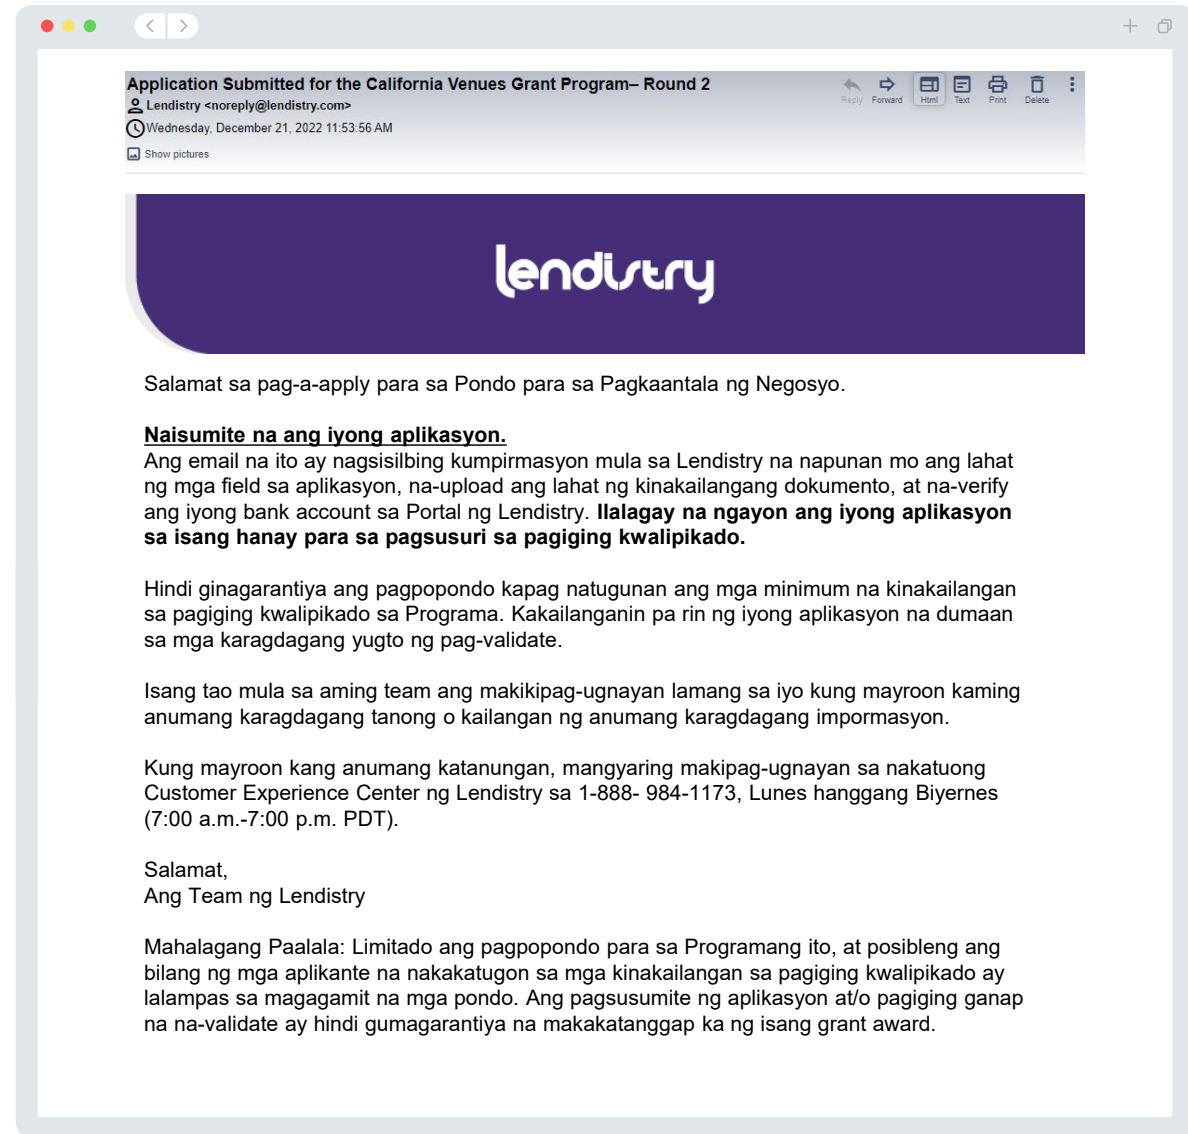 Application Submitted for the California Venues Grant Program– Round 2
Lendistry <noreply@lendistry.com>
Wednesday, December 21, 2022 11:53:56 AM
Show pictures
Reply Forward Html Text Print Delete
lendistry
Salamat sa pag-a-apply para sa Pondo para sa Pagkaantala ng Negosyo.
Naisumite na ang iyong aplikasyon.
Ang email na ito ay nagsisilbing kumpirmasyon mula sa Lendistry na napunan mo ang lahat
ng mga field sa aplikasyon, na-upload ang lahat ng kinakailangang dokumento, at na-verify
ang iyong bank account sa Portal ng Lendistry. Ilalagay na ngayon ang iyong aplikasyon
sa isang hanay para sa pagsusuri sa pagiging kwalipikado.
Hindi ginagarantiya ang pagpopondo kapag natugunan ang mga minimum na kinakailangan
sa pagiging kwalipikado sa Programa. Kakailanganin pa rin ng iyong aplikasyon na dumaan
sa mga karagdagang yugto ng pag-validate.
Isang tao mula sa aming team ang makikipag-ugnayan lamang sa iyo kung mayroon kaming
anumang karagdagang tanong o kailangan ng anumang karagdagang impormasyon.
Kung mayroon kang anumang katanungan, mangyaring makipag-ugnayan sa nakatuong
Customer Experience Center ng Lendistry sa 1-888- 984-1173, Lunes hanggang Biyernes
(7:00 a.m.-7:00 p.m. PDT).
Salamat,
Ang Team ng Lendistry
Mahalagang Paalala: Limitado ang pagpopondo para sa Programang ito, at posibleng ang
bilang ng mga aplikante na nakakatugon sa mga kinakailangan sa pagiging kwalipikado ay
lalampas sa magagamit na mga pondo. Ang pagsusumite ng aplikasyon at/o pagiging ganap
na na-validate ay hindi gumagarantiya na makakatanggap ka ng isang grant award.